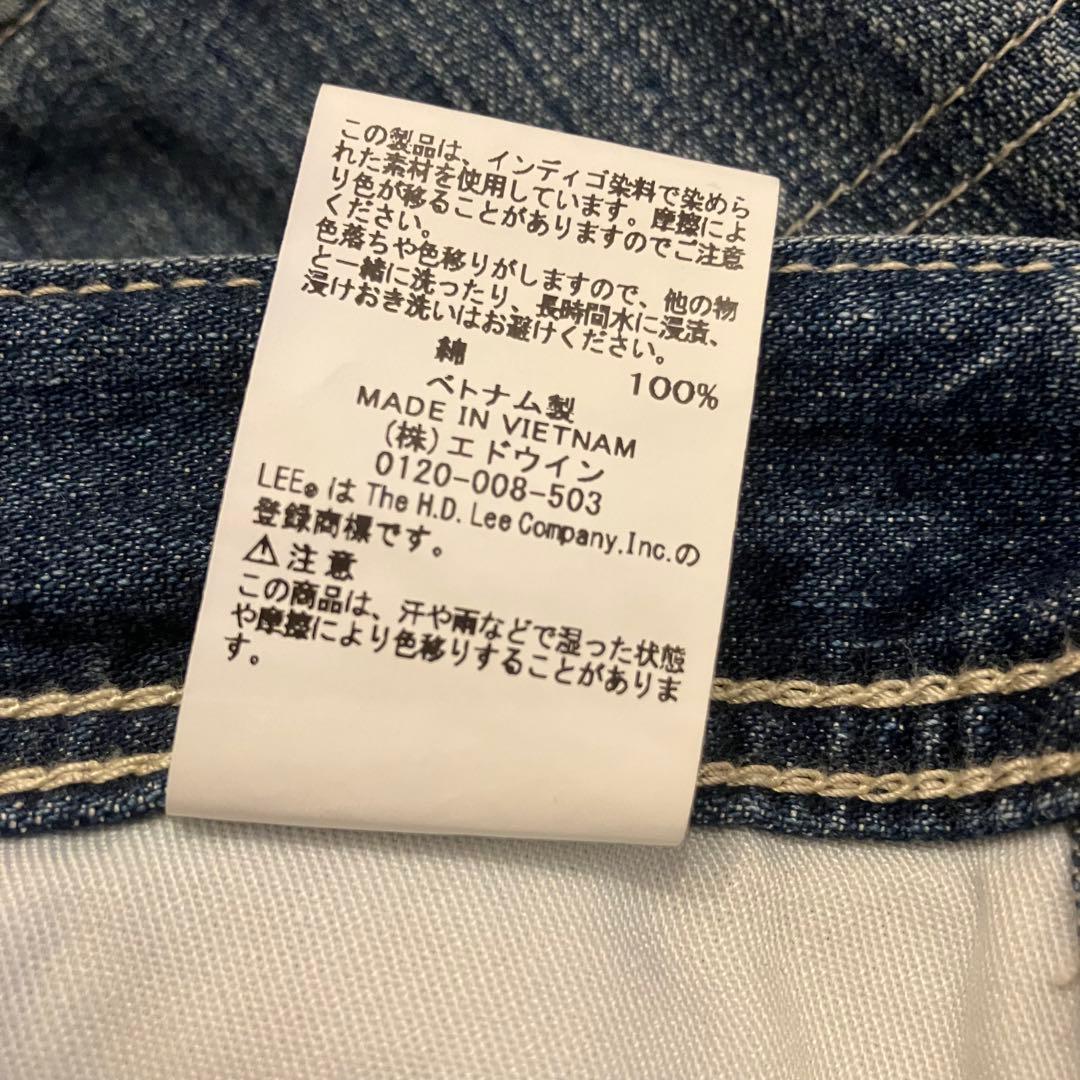 この製品は、インディゴ染料で染めら
れた素材を使用しています。摩擦によ
り色が移ることがありますのでご注意
ください。
色落ちや色移りがしますので、他の物
と一緒に洗ったり、長時間水に浸漬、
浸けおき洗いはお避けください。
綿 100%
ベトナム製
MADE IN VIETNAM
(株)エドウイン
0120-008-503
LEE®は The H.D. Lee Company,Inc.の
登録商標です。
⚠注意
この商品は、汗や雨などで湿った状態
や摩擦により色移りすることがありま
す。